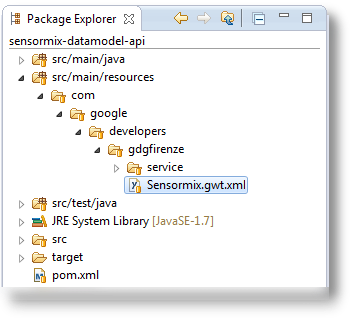 Package Explorer
sensormix-datamodel-api
src/main/java
src/main/resources
com
google
developers
gdgfirenze
service
Sensormix.gwt.xml
src/test/java
JRE System Library [JavaSE-1.7]
src
target
pom.xml